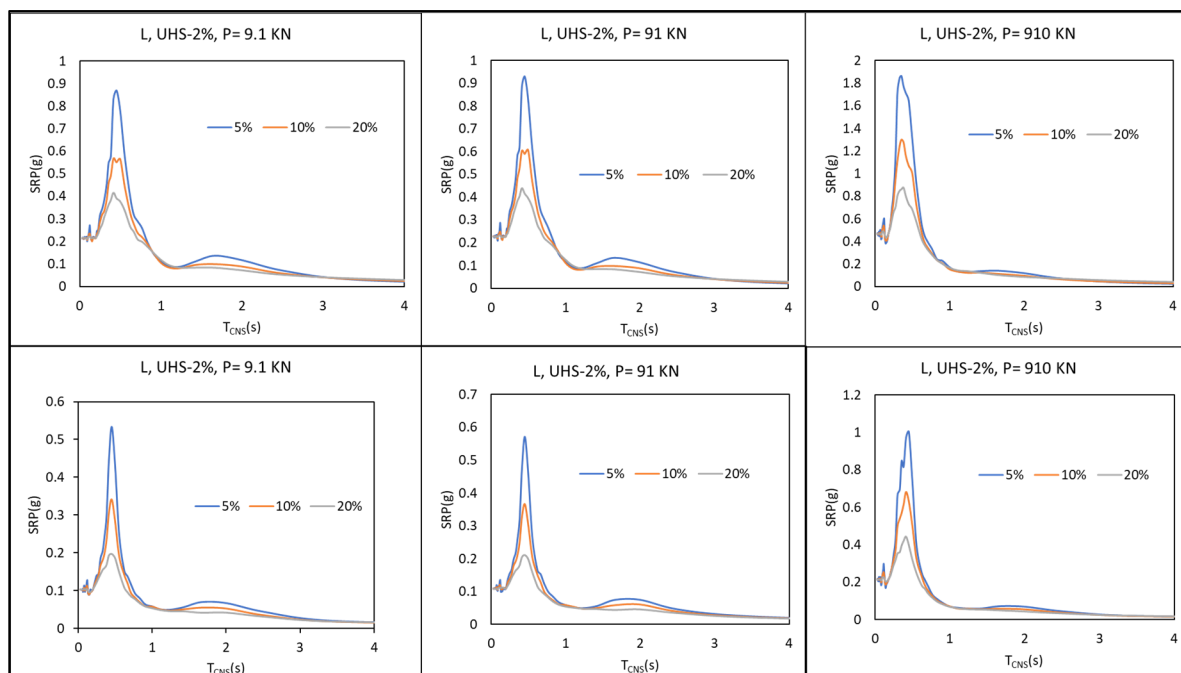 L, UHS-2%, P= 9.1 KN
SRP(g)
1
0.9
0.8
0.7
0.6
0.5
0.4
0.3
0.2
0.1
0
5% 10% 20%
0 1 2 3 4
TCNS(s)
L, UHS-2%, P= 91 KN
SRP(g)
1
0.9
0.8
0.7
0.6
0.5
0.4
0.3
0.2
0.1
0
5% 10% 20%
0 1 2 3 4
TCNS(s)
L, UHS-2%, P= 910 KN
SRP(g)
2
1.8
1.6
1.4
1.2
1
0.8
0.6
0.4
0.2
0
5% 10% 20%
0 1 2 3 4
TCNS(s)
L, UHS-2%, P= 9.1 KN
SRP(g)
0.6
0.5
0.4
0.3
0.2
0.1
0
5% 10% 20%
0 1 2 3 4
TCNS(s)
L, UHS-2%, P= 91 KN
SRP(g)
0.7
0.6
0.5
0.4
0.3
0.2
0.1
0
5% 10% 20%
0 1 2 3 4
TCNS(s)
L, UHS-2%, P= 910 KN
SRP(g)
1.2
1
0.8
0.6
0.4
0.2
0
5% 10% 20%
0 1 2 3 4
TCNS(s)